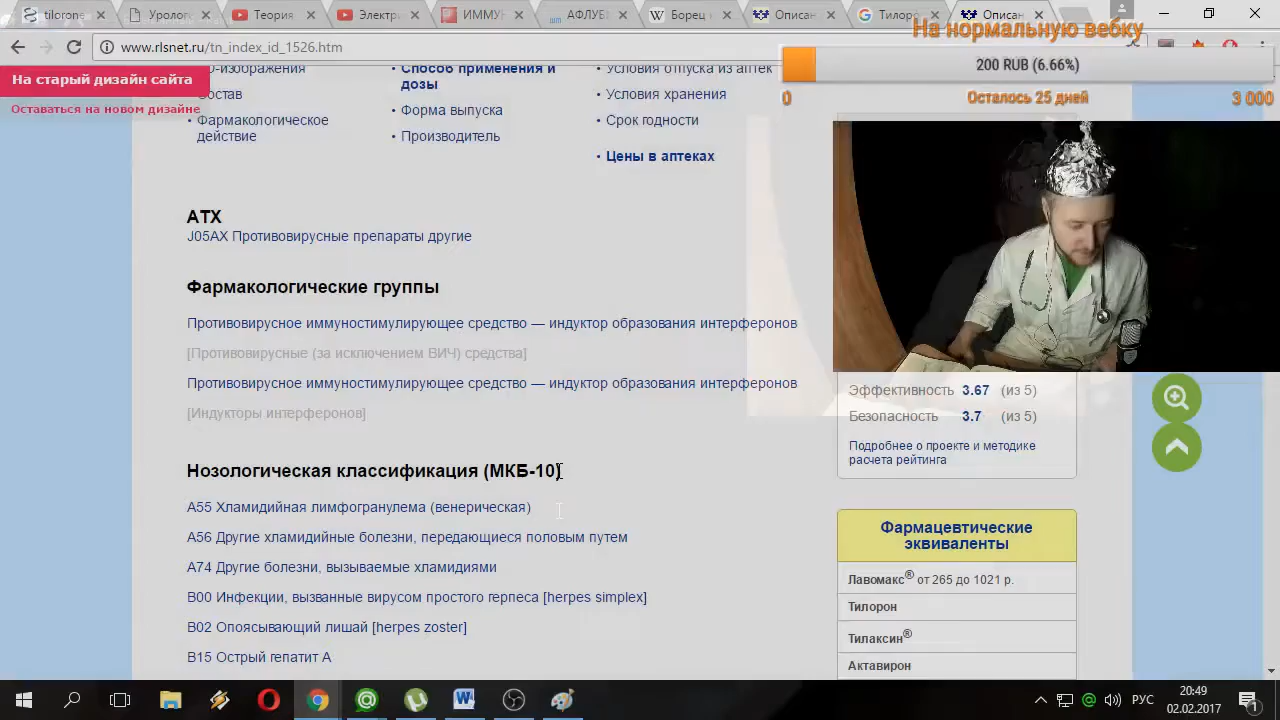 tilorone
Уролог
Теория
Электри
ИММУН
АФЛУБ
Борец
Описан
Тилоро
Описан
www.rlsnet.ru/tn_index_id_1526.htm
На нормальную вебку
200 RUB (6.66%)
0
Осталось 25 дней
3 000
На старый дизайн сайта
Оставаться на новом дизайне
3D-изображения
Состав
Фармакологическое
действие
Способ применения и
дозы
Форма выпуска
Производитель
Условия отпуска из аптек
Условия хранения
Срок годности
Цены в аптеках
АТХ
J05AX Противовирусные препараты другие
Фармакологические группы
Противовирусное иммуностимулирующее средство — индуктор образования интерферонов
[Противовирусные (за исключением ВИЧ) средства]
Противовирусное иммуностимулирующее средство — индуктор образования интерферонов
[Индукторы интерферонов]
Нозологическая классификация (МКБ-10)
A55 Хламидийная лимфогранулема (венерическая)
A56 Другие хламидийные болезни, передающиеся половым путем
A74 Другие болезни, вызываемые хламидиями
B00 Инфекции, вызванные вирусом простого герпеса [herpes simplex]
B02 Опоясывающий лишай [herpes zoster]
B15 Острый гепатит A
Эффективность 3.67 (из 5)
Безопасность 3.7 (из 5)
Подробнее о проекте и методике
расчета рейтинга
Фармацевтические
эквиваленты
Лавомакс® от 265 до 1021 р.
Тилорон
Тилаксин®
Актавирон
РУС
20:49
02.02.2017
1